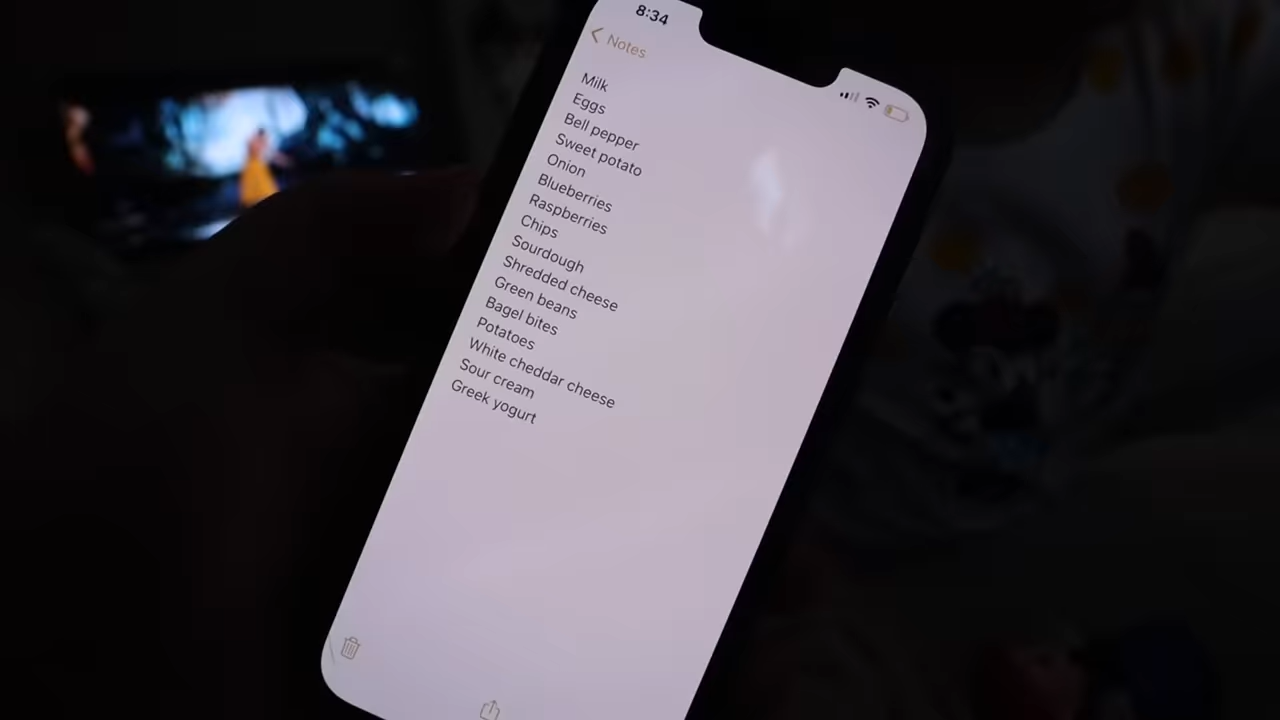 8:34
Notes
Milk
Eggs
Bell pepper
Sweet potato
Onion
Blueberries
Raspberries
Chips
Sourdough
Shredded cheese
Green beans
Bagel bites
Potatoes
White cheddar cheese
Sour cream
Greek yogurt